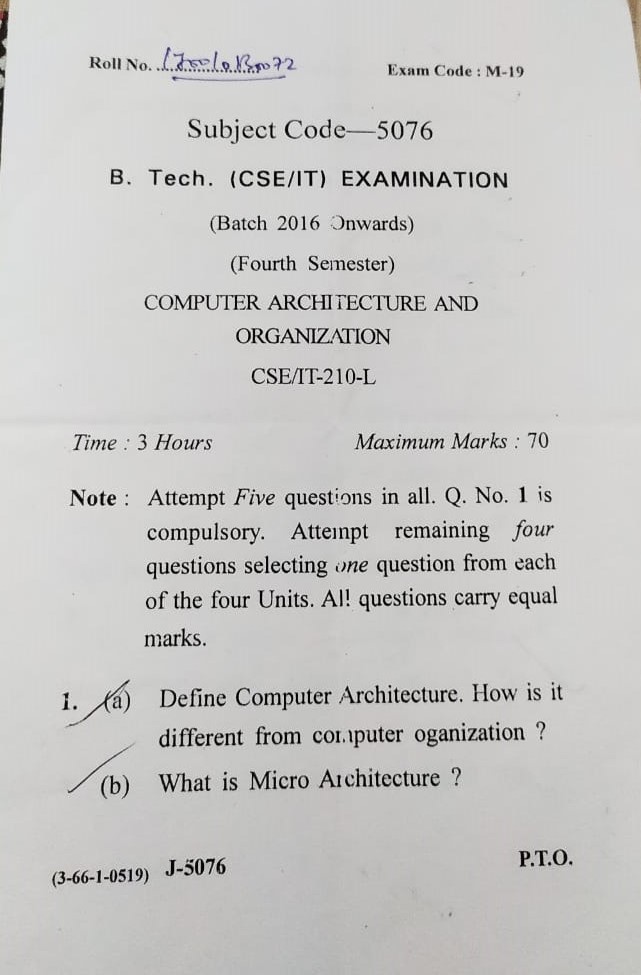 Roll No.
Exam Code : M-19
Subject Code—5076
B. Tech. (CSE/IT) EXAMINATION
(Batch 2016 Onwards)
(Fourth Semester)
COMPUTER ARCHITECTURE AND
ORGANIZATION
CSE/IT-210-L
Time : 3 Hours Maximum Marks : 70
Note : Attempt Five questions in all. Q. No. 1 is
compulsory. Attempt remaining four
questions selecting one question from each
of the four Units. All questions carry equal
marks.
1. (a) Define Computer Architecture. How is it
different from computer oganization ?
(b) What is Micro Architecture ?
(3-66-1-0519) J-5076 P.T.O.